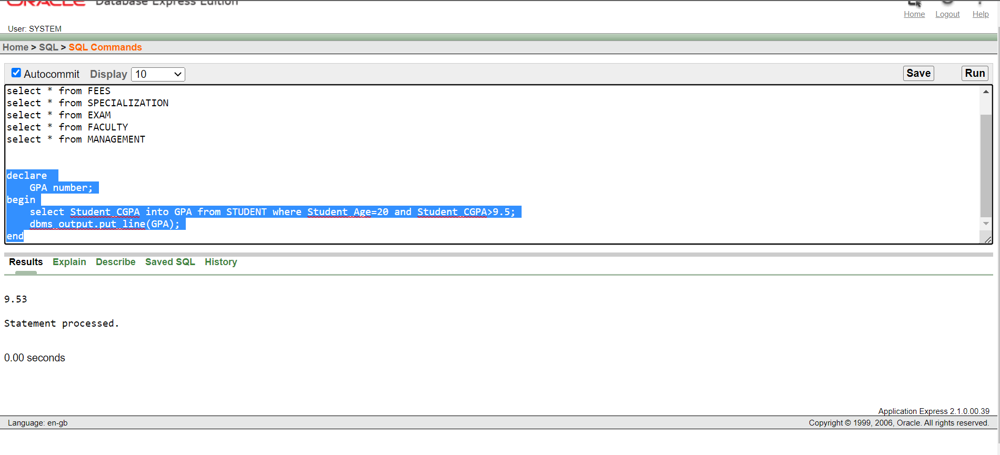 ORACLE Database Express Edition
Home Logout Help
User: SYSTEM
Home > SQL > SQL Commands
Autocommit Display 10 Save Run
select * from FEES
select * from SPECIALIZATION
select * from EXAM
select * from FACULTY
select * from MANAGEMENT
declare
GPA number;
begin
select Student_CGPA into GPA from STUDENT where Student_Age=20 and Student_CGPA>9.5;
dbms_output.put_line(GPA);
end
Results Explain Describe Saved SQL History
9.53
Statement processed.
0.00 seconds
Application Express 2.1.0.00.39
Language: en-gb Copyright © 1999, 2006, Oracle. All rights reserved.